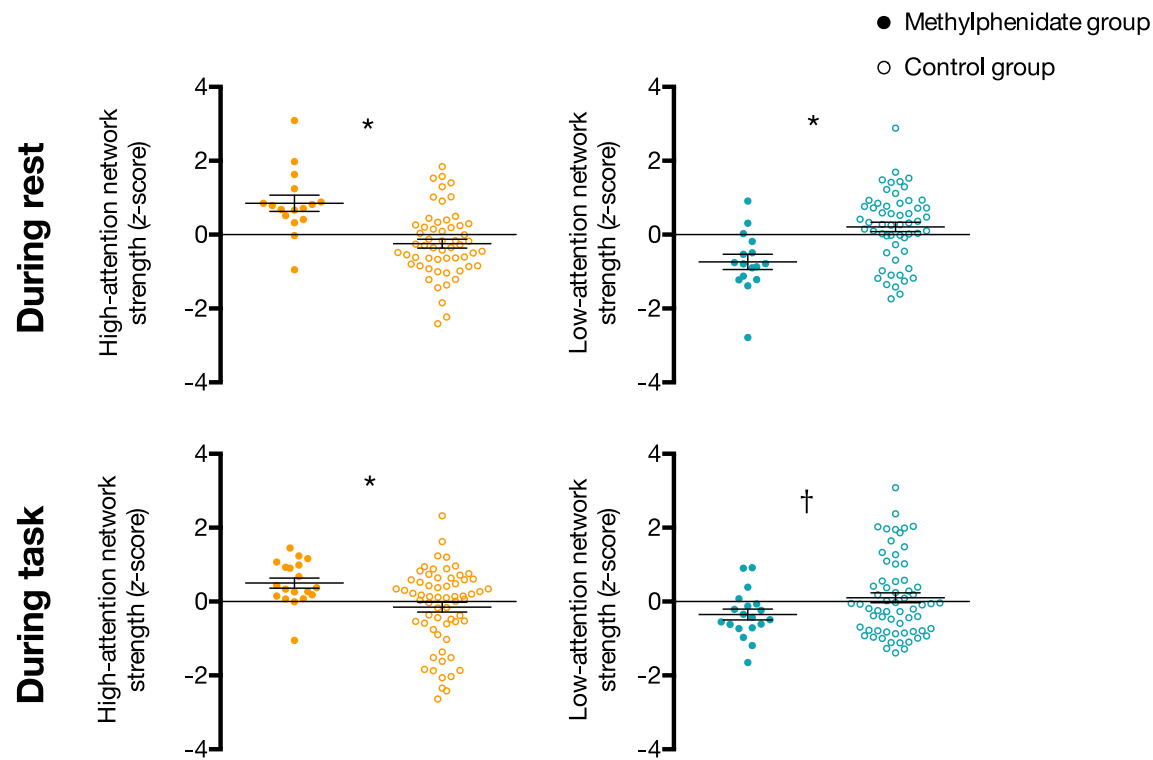 Methylphenidate group
Control group
During rest
High-attention network
strength (z-score)
4
2
0
-2
-4
*
Low-attention network
strength (z-score)
4
2
0
-2
-4
*
During task
High-attention network
strength (z-score)
4
2
0
-2
-4
*
Low-attention network
strength (z-score)
4
2
0
-2
-4
†